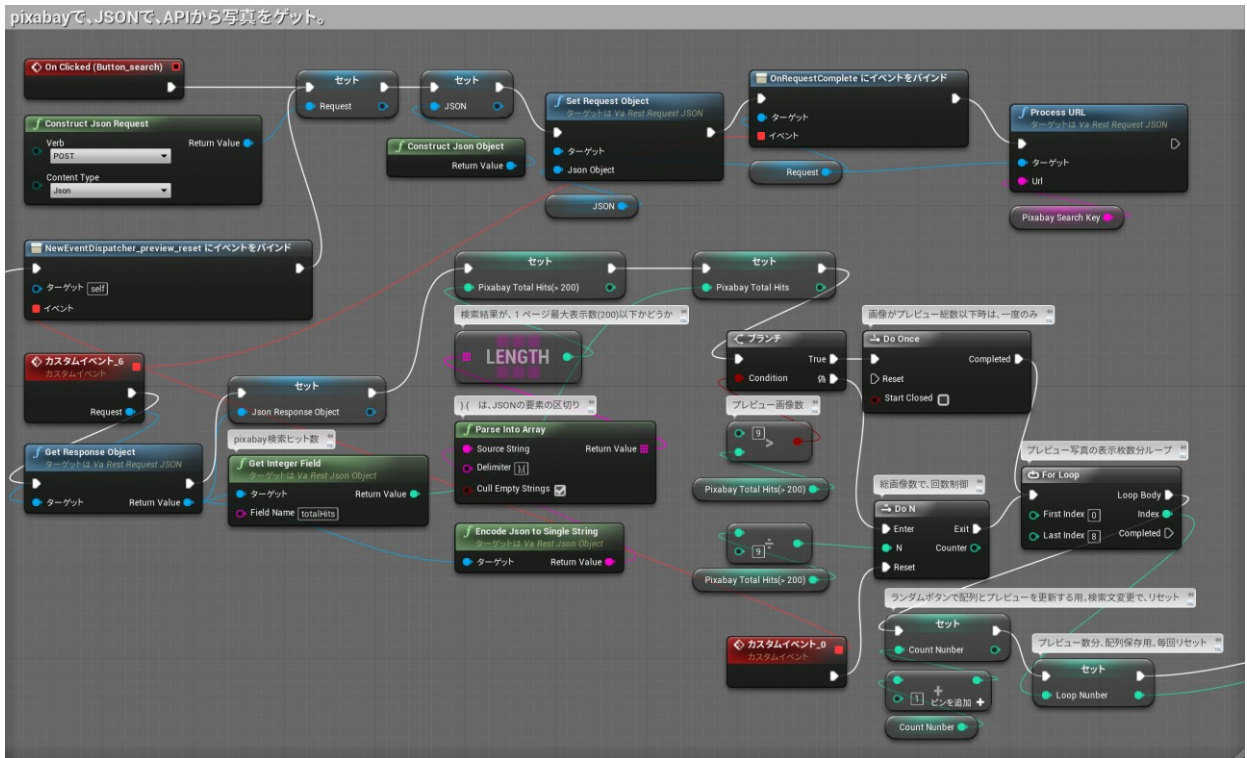 pixabayで、JSONで、APIから写真をゲット。
On Clicked (Button_search)
セット
Request
セット
JSON
Construct Json Request
Verb
POST
Return Value
Content Type
Json
Construct Json Object
Return Value
Set Request Object
ターゲットは Va Rest Request JSON
ターゲット
Json Object
JSON
OnRequestComplete にイベントをバインド
ターゲット
イベント
Request
Process URL
ターゲットは Va Rest Request JSON
ターゲット
Url
Pixabay Search Key
NewEventDispatcher_preview_reset にイベントをバインド
ターゲット self
イベント
セット
Pixabay Total Hits(> 200)
セット
Pixabay Total Hits
検索結果が、1ページ最大表示数(200)以下かどうか
LENGTH
カスタムイベント_6
カスタムイベント
Request
セット
Json Response Object
Get Response Object
ターゲットは Va Rest Request JSON
ターゲット
Return Value
pixabay検索ヒット数
Get Integer Field
ターゲットは Va Rest Json Object
ターゲット
Return Value
Field Name totalHits
},{ は、JSONの要素の区切り
Parse Into Array
Source String
Return Value
Delimiter },{
Cull Empty Strings
Encode Json to Single String
ターゲットは Va Rest Json Object
ターゲット
Return Value
ブランチ
True
Condition
偽
プレビュー画像数
9
>
Pixabay Total Hits(> 200)
÷
9
Pixabay Total Hits(> 200)
画像がプレビュー総数以下時は、一度のみ
Do Once
Completed
Reset
Start Closed
総画像数で、回数制御
Do N
Enter
Exit
N
Counter
Reset
プレビュー写真の表示枚数分ループ
For Loop
Loop Body
First Index 0
Index
Last Index 8
Completed
カスタムイベント_0
カスタムイベント
ランダムボタンで配列とプレビューを更新する用。検索文変更で、リセット
セット
Count Nunber
+
1
ピンを追加 +
Count Nunber
プレビュー数分、配列保存用。毎回リセット
セット
Loop Nunber